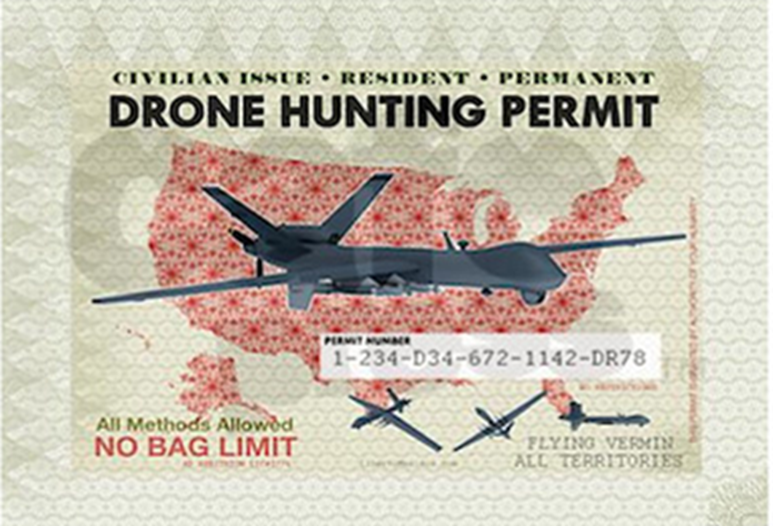 CIVILIAN ISSUE • RESIDENT • PERMANENT
DRONE HUNTING PERMIT
PERMIT NUMBER
1-234-D34-672-1142-DR78
All Methods Allowed
NO BAG LIMIT
FLYING VERMIN
ALL TERRITORIES